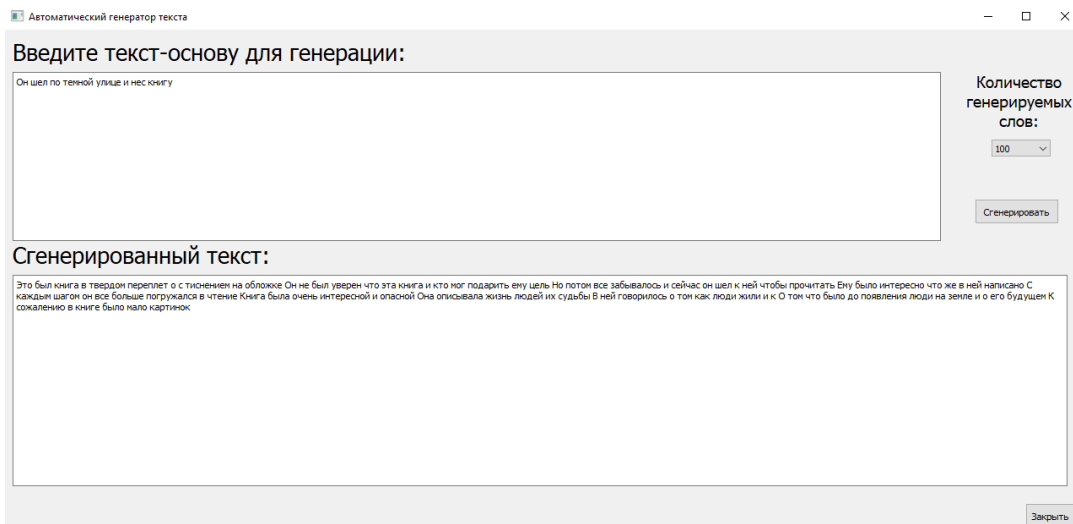 Автоматический генератор текста
Введите текст-основу для генерации:
Он шел по темной улице и нес книгу
Количество
генерируемых
слов:
100
Сгенерировать
Сгенерированный текст:
Это был книга в твердом переплет о с тиснением на обложке Он не был уверен что эта книга и кто мог подарить ему цель Но потом все забывалось и сейчас он шел к ней чтобы прочитать Ему было интересно что же в ней написано С
каждым шагом он все больше погружался в чтение Книга была очень интересной и опасной Она описывала жизнь людей их судьбы В ней говорилось о том как люди жили и к О том что было до появления люди на земле и о его будущем К
сожалению в книге было мало картинок
Закрыть